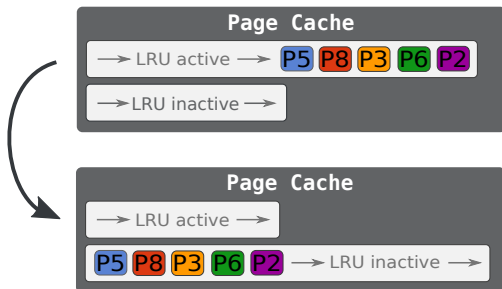 Page Cache
LRU active P5 P8 P3 P6 P2
LRU inactive
Page Cache
LRU active
P5 P8 P3 P6 P2 LRU inactive